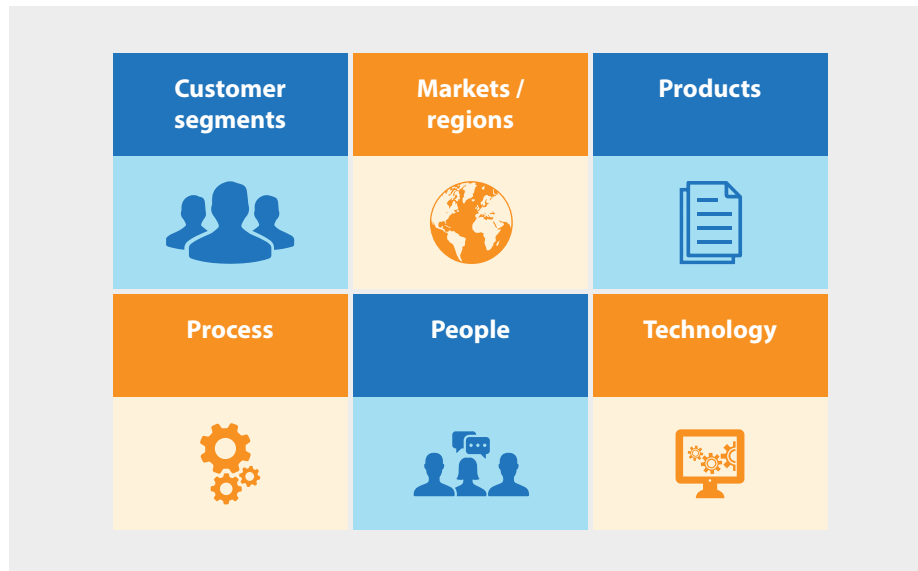 Customer
segments
Markets /
regions
Products
Process
People
Technology